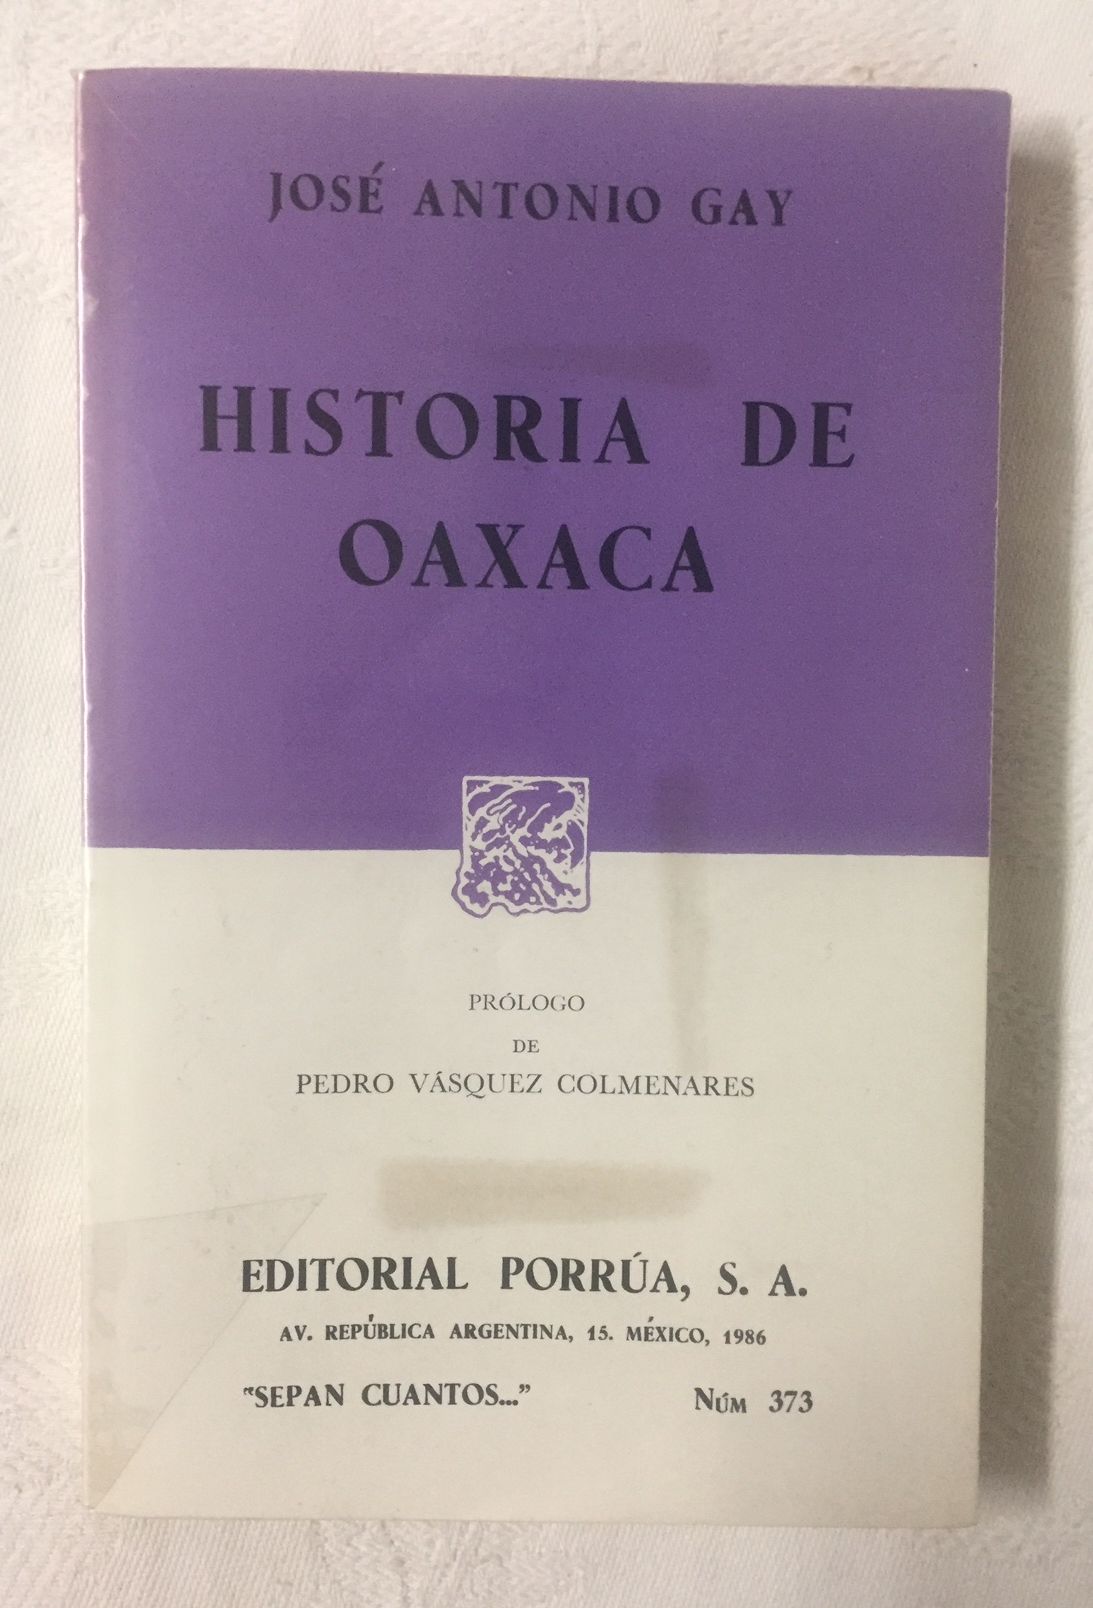 JOSÉ ANTONIO GAY
HISTORIA DE
OAXACA
PRÓLOGO
DE
PEDRO VÁSQUEZ COLMENARES
EDITORIAL PORRÚA, S. A.
AV. REPÚBLICA ARGENTINA, 15. MÉXICO, 1986
"SEPAN CUANTOS..." NÚM 373